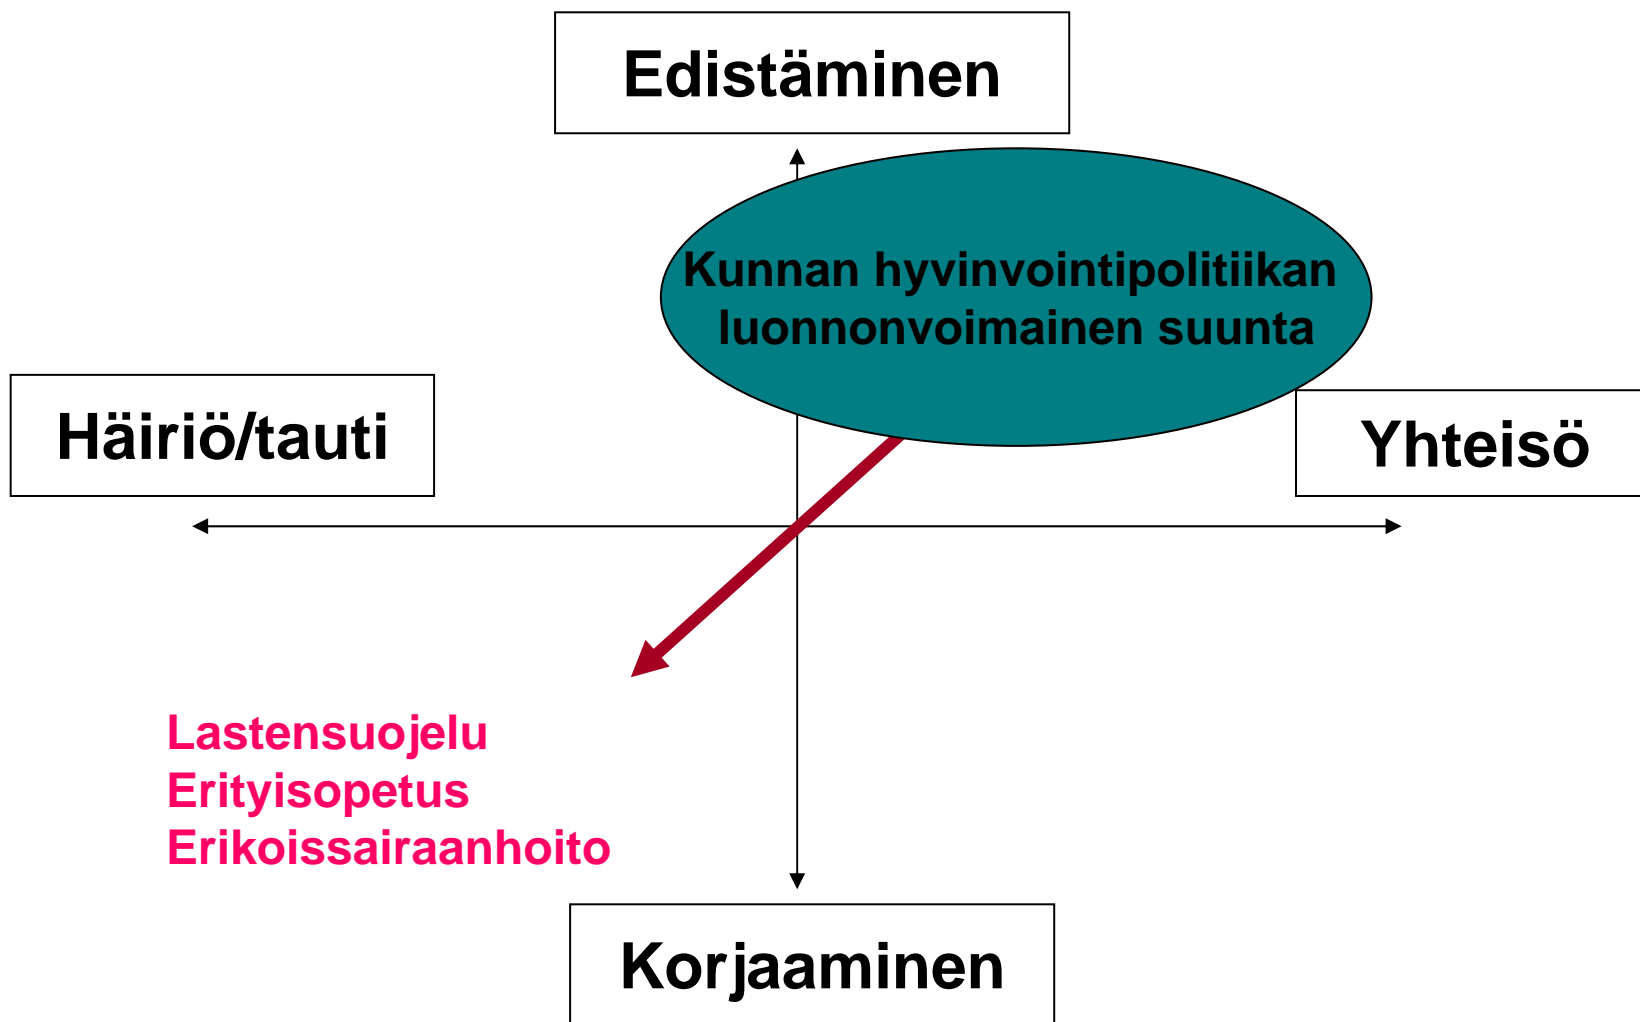 Edistäminen
Kunnan hyvinvointipolitiikan
luonnonvoimainen suunta
Häiriö/tauti
Yhteisö
Lastensuojelu
Erityisopetus
Erikoissairaanhoito
Korjaaminen